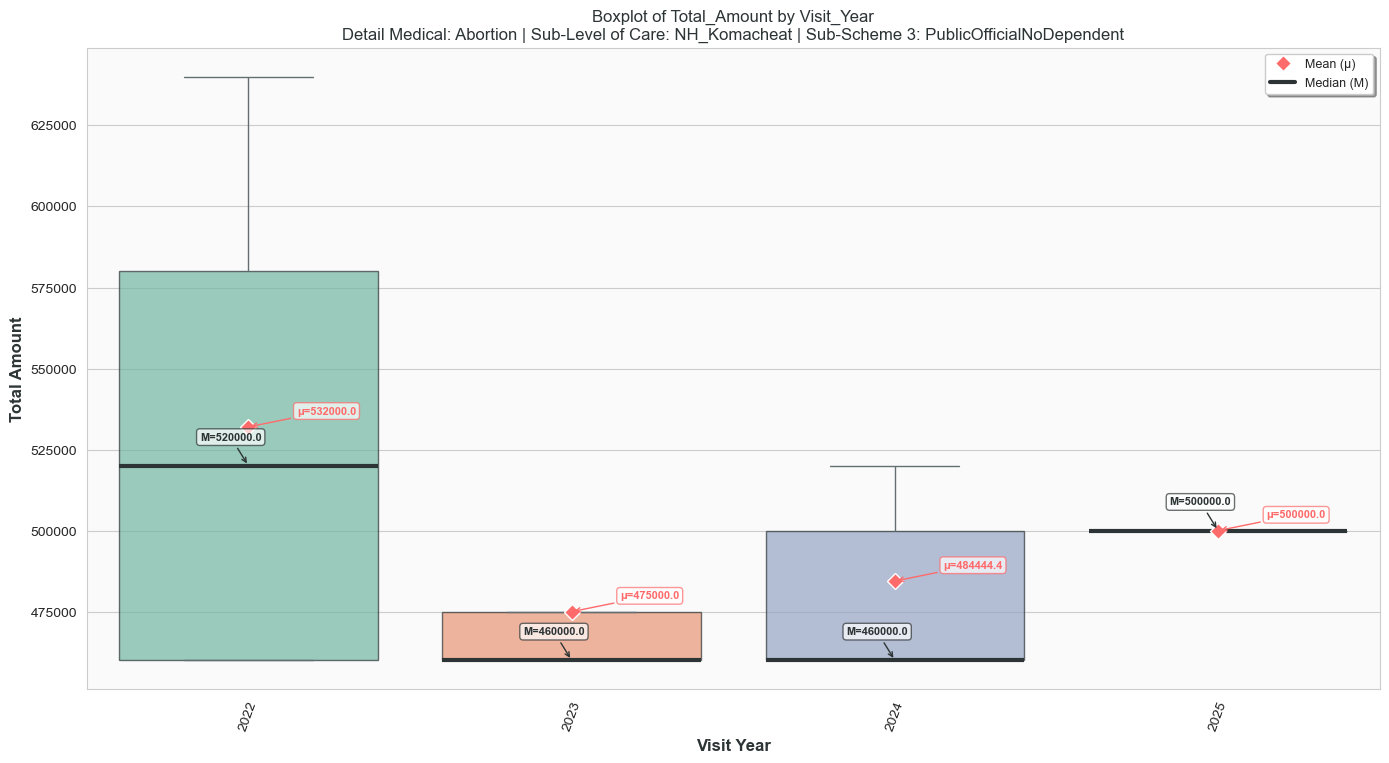 Boxplot of Total_Amount by Visit_Year
Detail Medical: Abortion | Sub-Level of Care: NH_Komacheat | Sub-Scheme 3: PublicOfficialNoDependent
Mean (μ)
Median (M)
Total Amount
625000
600000
575000
550000
525000
500000
475000
μ=532000.0
M=520000.0
μ=475000.0
M=460000.0
μ=484444.4
M=460000.0
M=500000.0
μ=500000.0
2022
2023
2024
2025
Visit Year